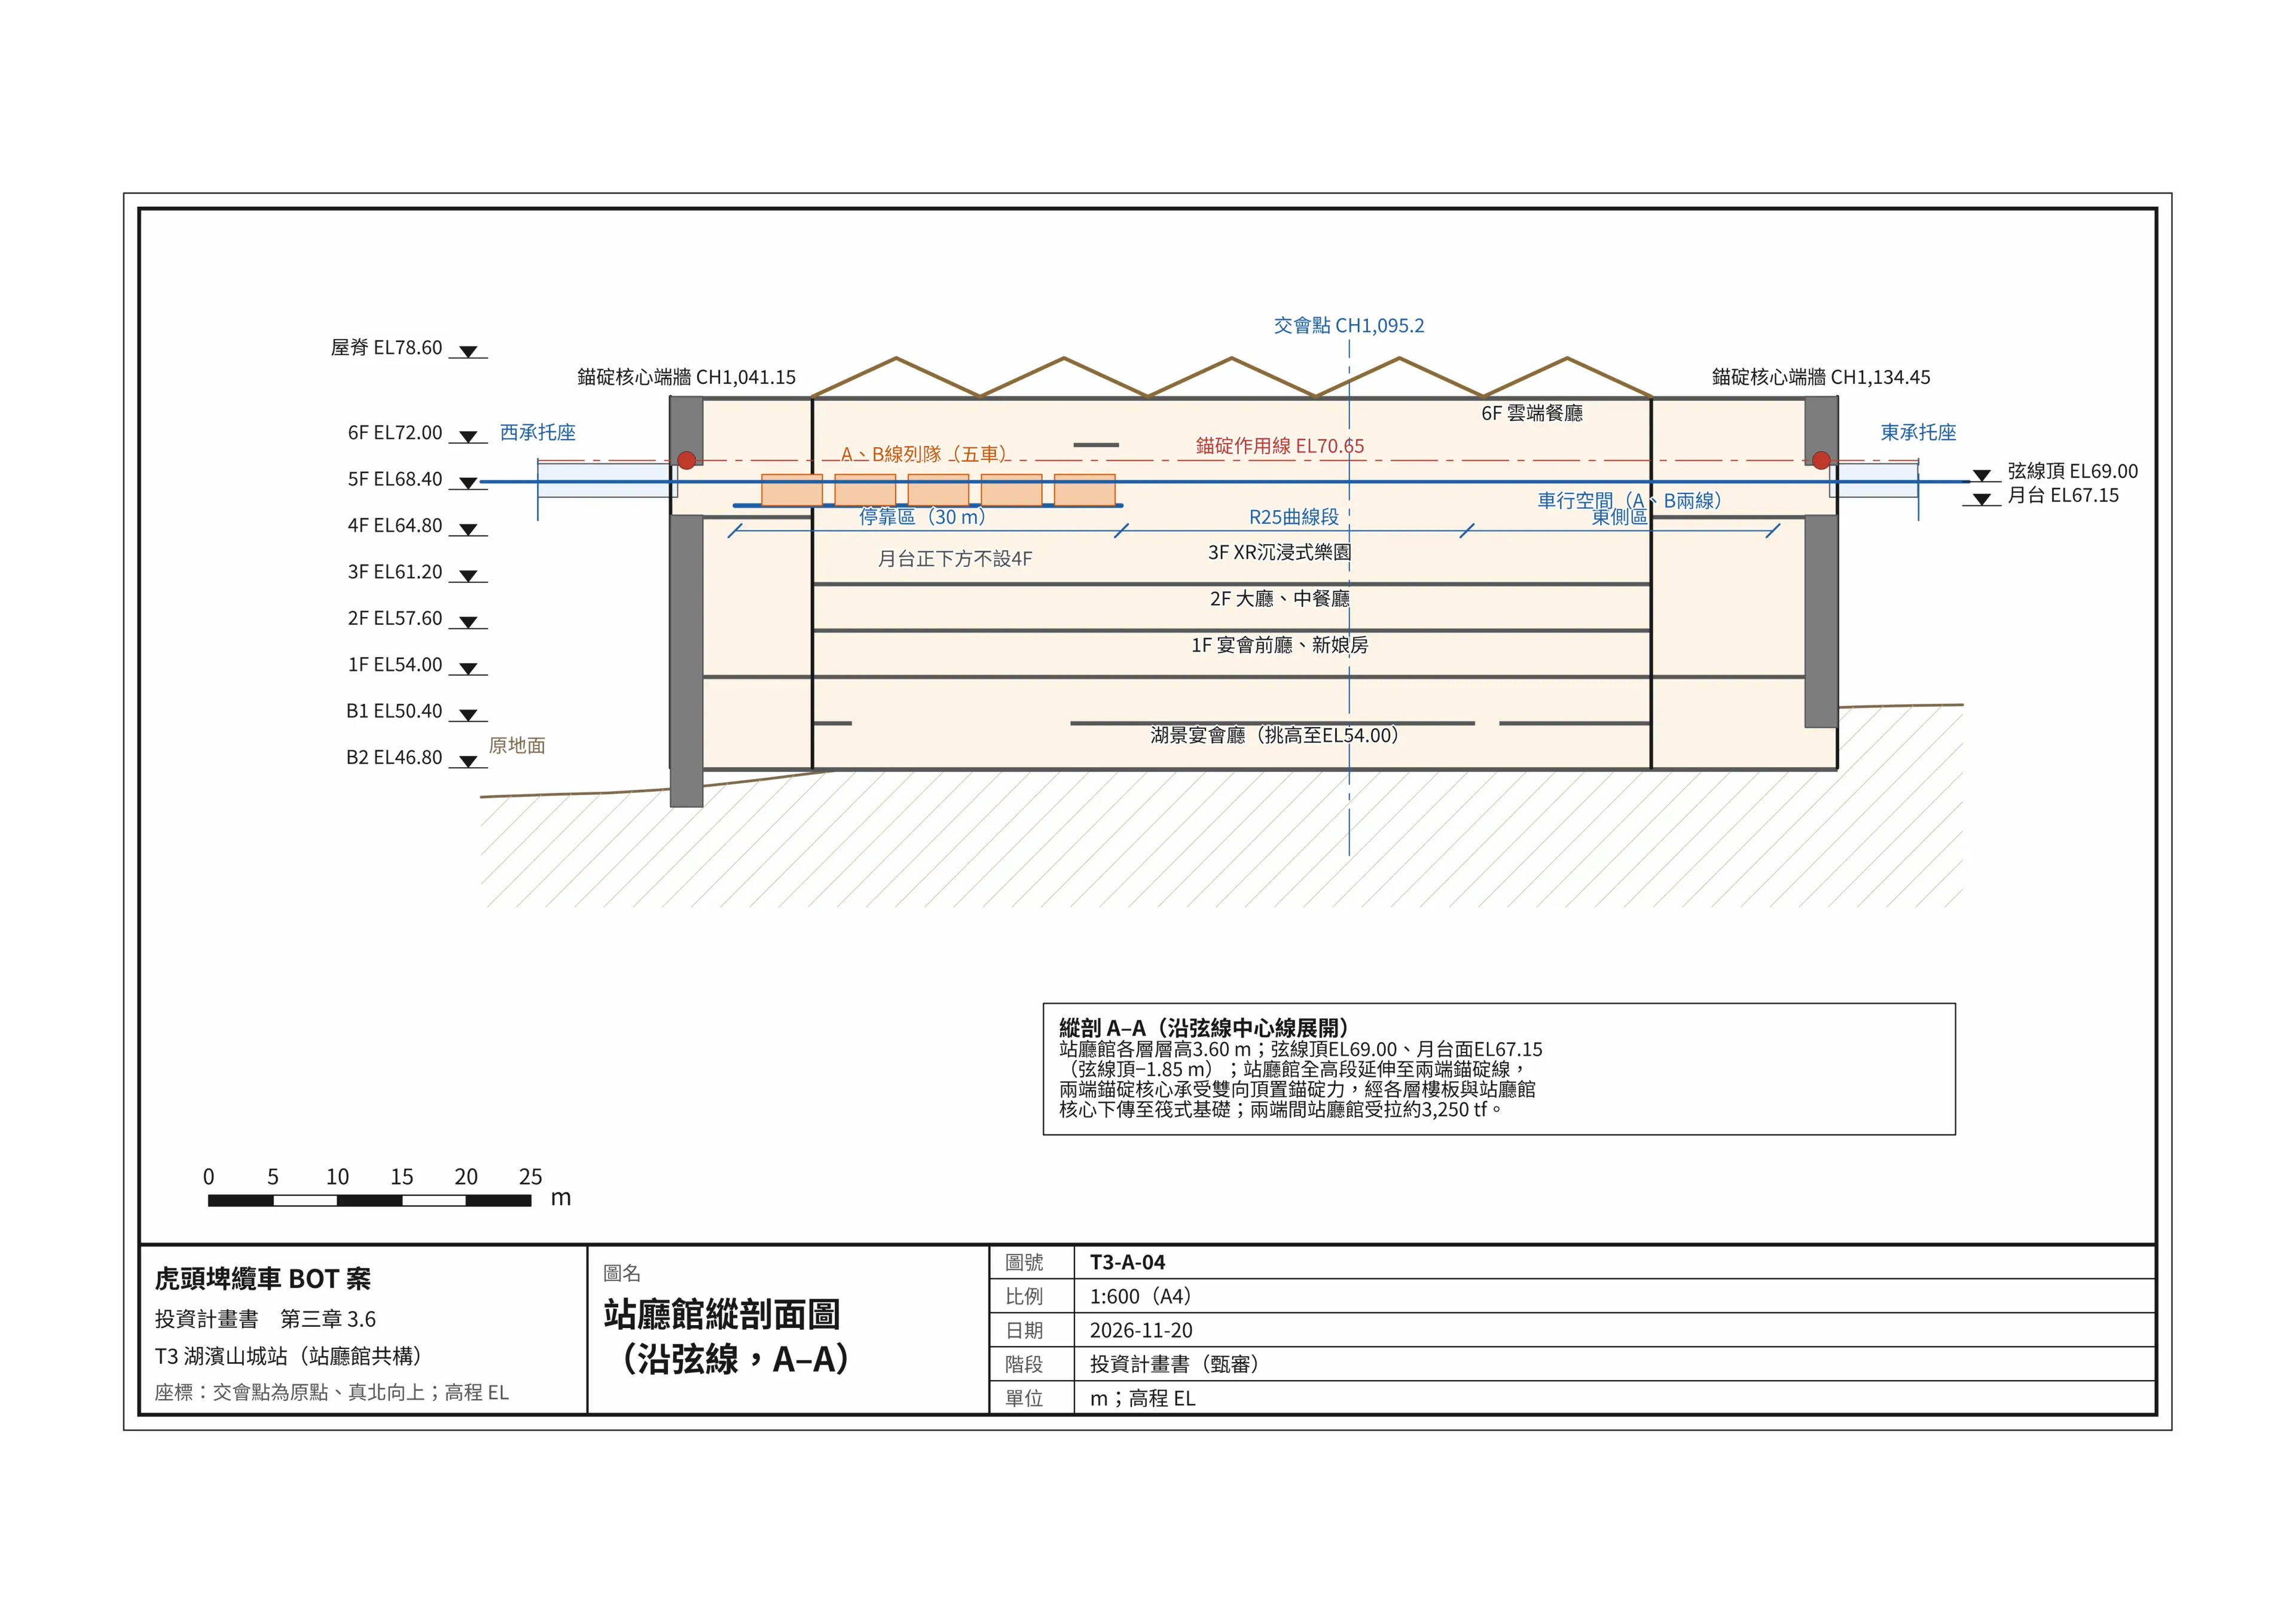 交會點 CH1,095.2
屋脊 EL78.60
錨碇核心端牆 CH1,041.15
錨碇核心端牆 CH1,134.45
6F 雲端餐廳
6F EL72.00
西承托座
東承托座
錨碇作用線 EL70.65
A、B線列隊（五車）
5F EL68.40
弦線頂 EL69.00
月台 EL67.15
車行空間（A、B兩線）
停靠區（30 m）
R25曲線段
東側區
4F EL64.80
3F XR沉浸式樂園
月台正下方不設4F
3F EL61.20
2F 大廳、中餐廳
2F EL57.60
1F 宴會前廳、新娘房
1F EL54.00
B1 EL50.40
湖景宴會廳（挑高至EL54.00）
原地面
B2 EL46.80
縱剖 A–A（沿弦線中心線展開）
站廳館各層層高3.60 m；弦線頂EL69.00、月台面EL67.15
（弦線頂−1.85 m）；站廳館全高段延伸至兩端錨碇線，
兩端錨碇核心承受雙向頂置錨碇力，經各層樓板與站廳館
核心下傳至筏式基礎；兩端間站廳館受拉約3,250 tf。
0 5 10 15 20 25 m
虎頭埤纜車 BOT 案
投資計畫書　第三章 3.6
T3 湖濱山城站（站廳館共構）
座標：交會點為原點、真北向上；高程 EL
圖名
站廳館縱剖面圖
（沿弦線，A–A）
圖號 T3-A-04
比例 1:600（A4）
日期 2026-11-20
階段 投資計畫書（甄審）
單位 m；高程 EL